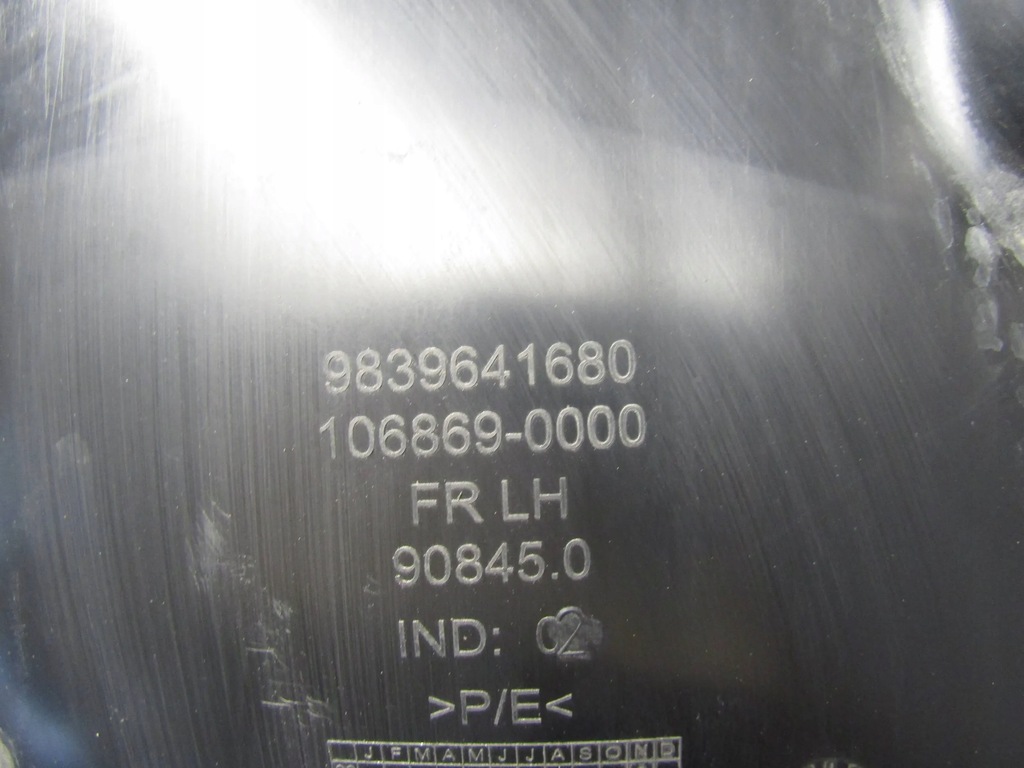 9839641680
106869-0000
FR LH
90845.0
IND: 02
>P/E<
J F M A M J J A S O N D